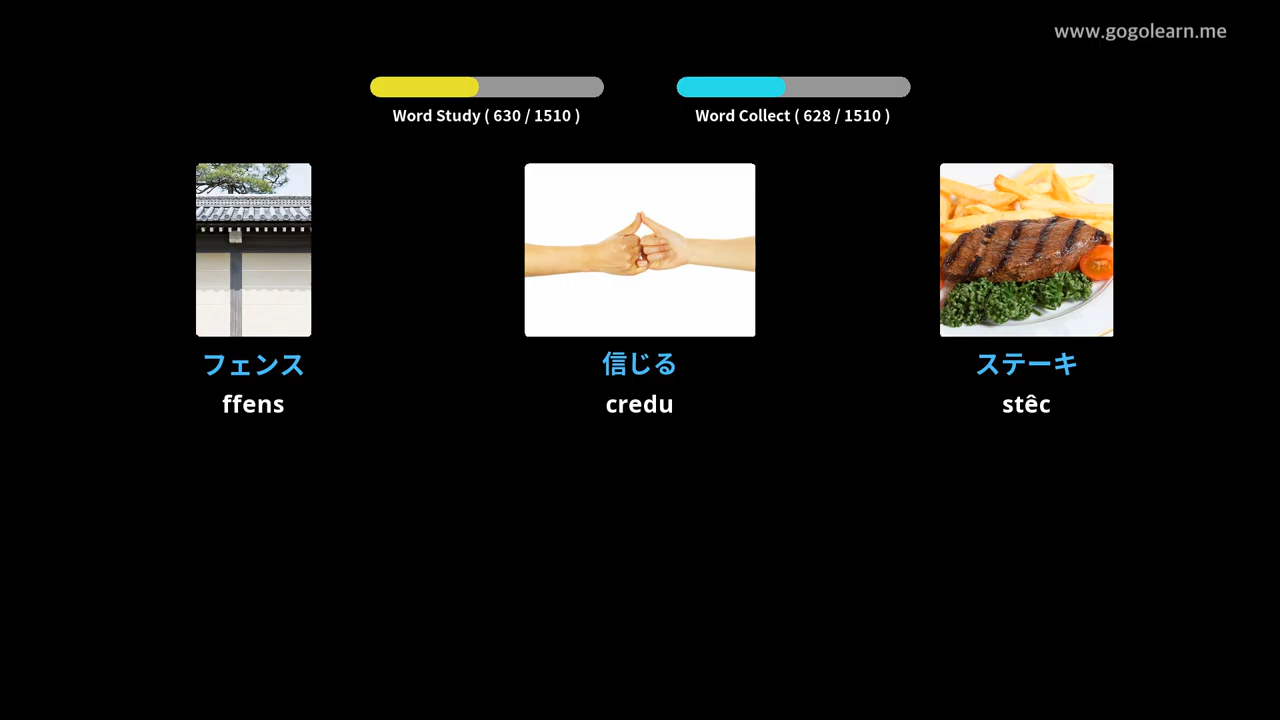 www.gogolearn.me
Word Study ( 630 / 1510 )
Word Collect ( 628 / 1510 )
フェンス
ffens
信じる
credu
ステーキ
stêc